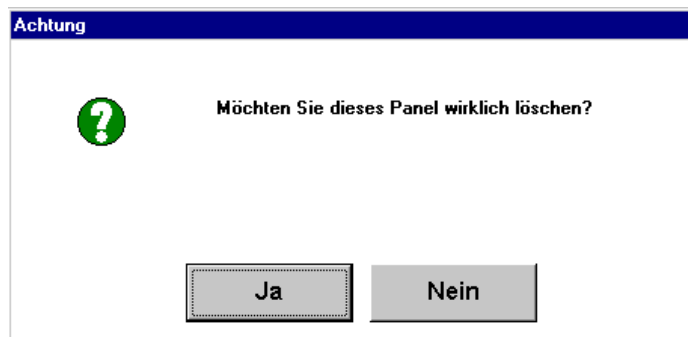 Achtung
Möchten Sie dieses Panel wirklich löschen?
Ja
Nein